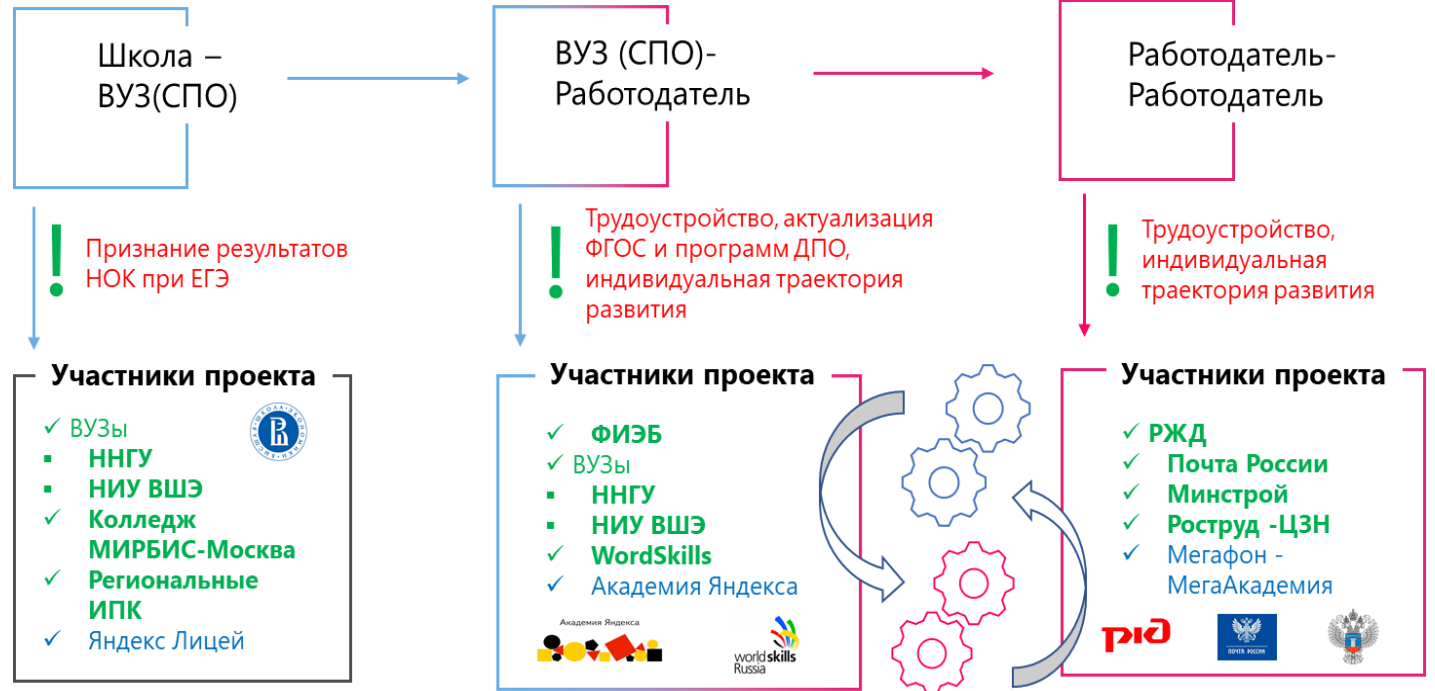 Школа –
ВУЗ(СПО)
ВУЗ (СПО)-
Работодатель
Работодатель-
Работодатель
!
Признание результатов
НОК при ЕГЭ
!
Трудоустройство, актуализация
ФГОС и программ ДПО,
индивидуальная траектория
развития
!
Трудоустройство,
индивидуальная
траектория развития
Участники проекта
✓ ВУЗы
▪ ННГУ
▪ НИУ ВШЭ
✓ Колледж
МИРБИС-Москва
✓ Региональные
ИПК
✓ Яндекс Лицей
Участники проекта
✓ ФИЭБ
✓ ВУЗы
▪ ННГУ
▪ НИУ ВШЭ
✓ WordSkills
✓ Академия Яндекса
Академия Яндекса
worldskills
Russia
Участники проекта
✓ РЖД
✓ Почта России
✓ Минстрой
✓ Роструд -ЦЗН
✓ Мегафон -
МегаАкадемия
ржд
ПОЧТА РОССИИ